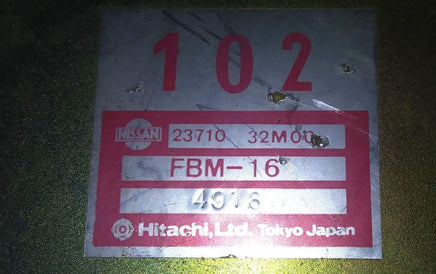 102
NISSAN
23710 32M00
FBM-16
4018
Hitachi, Ltd. Tokyo Japan